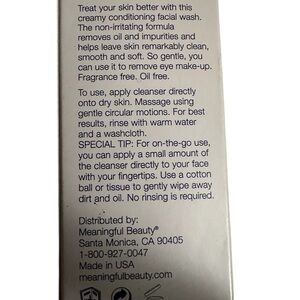 Treat your skin better with this
creamy conditioning facial wash.
The non-irritating formula
removes oil and impurities and
helps leave skin remarkably clean,
smooth and soft. So gentle, you
can use it to remove eye make-up.
Fragrance free. Oil free.
To use, apply cleanser directly
onto dry skin. Massage using
gentle circular motions. For best
results, rinse with warm water
and a washcloth.
SPECIAL TIP: For on-the-go use,
you can apply a small amount of
the cleanser directly to your face
with your fingertips. Use a cotton
ball or tissue to gently wipe away
dirt and oil. No rinsing is required.
Distributed by:
Meaningful Beauty®
Santa Monica, CA 90405
1-800-927-0047
Made in USA
meaningfulbeauty.com